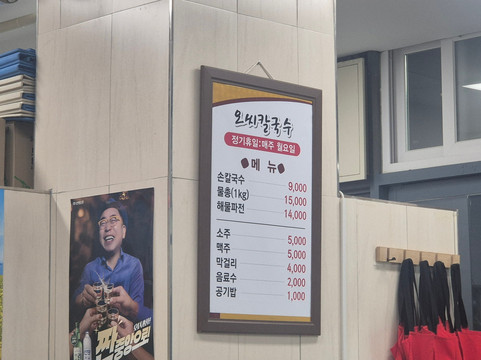 오씨칼국수
정기휴일:매주 월요일
메 뉴
손칼국수 9,000
물총(1kg) 15,000
해물파전 14,000
소주 5,000
맥주 5,000
막걸리 4,000
음료수 2,000
공기밥 1,000
짠